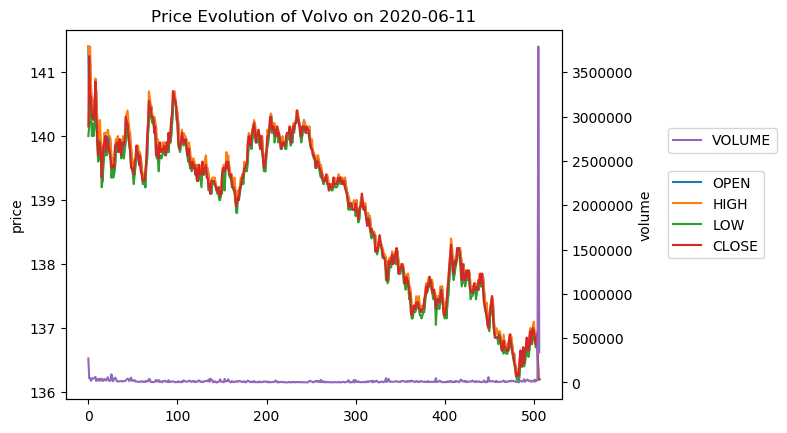 Price Evolution of Volvo on 2020-06-11
141
140
139
138
137
136
price
0
100
200
300
400
500
3500000
3000000
2500000
2000000
1500000
1000000
500000
0
volume
VOLUME
OPEN
HIGH
LOW
CLOSE